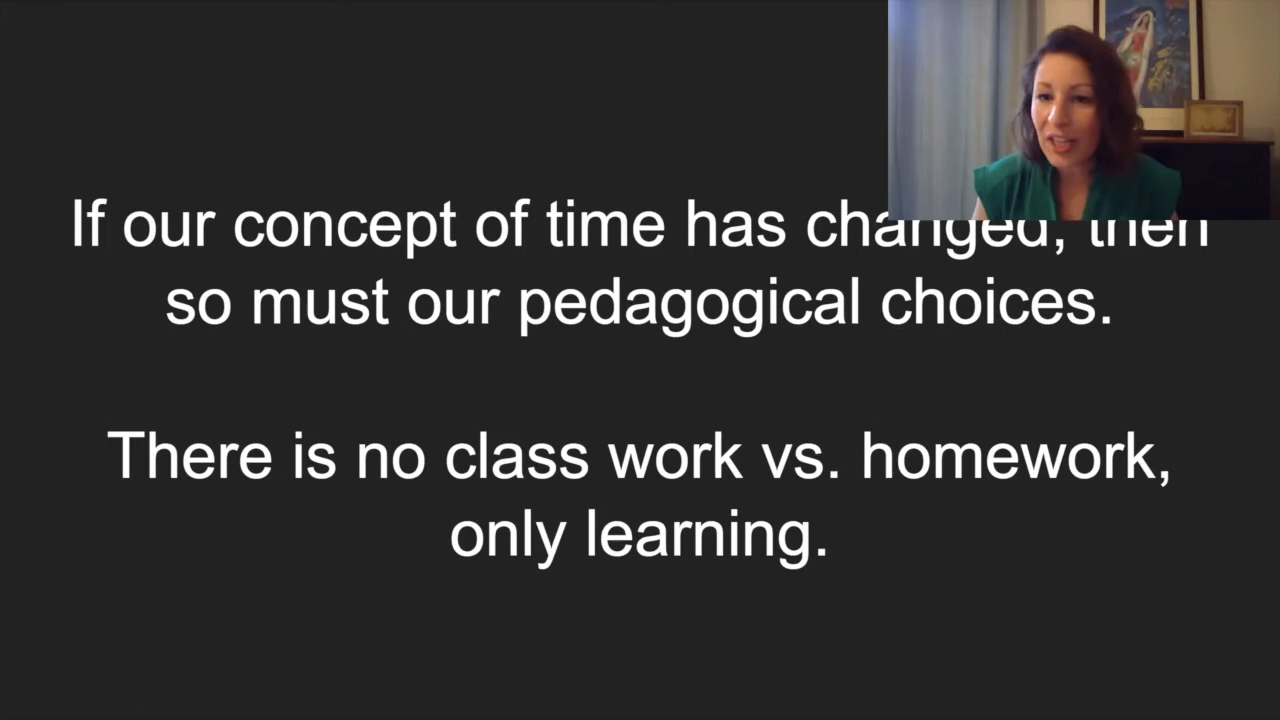 If our concept of time has changed, then
so must our pedagogical choices.
There is no class work vs. homework,
only learning.